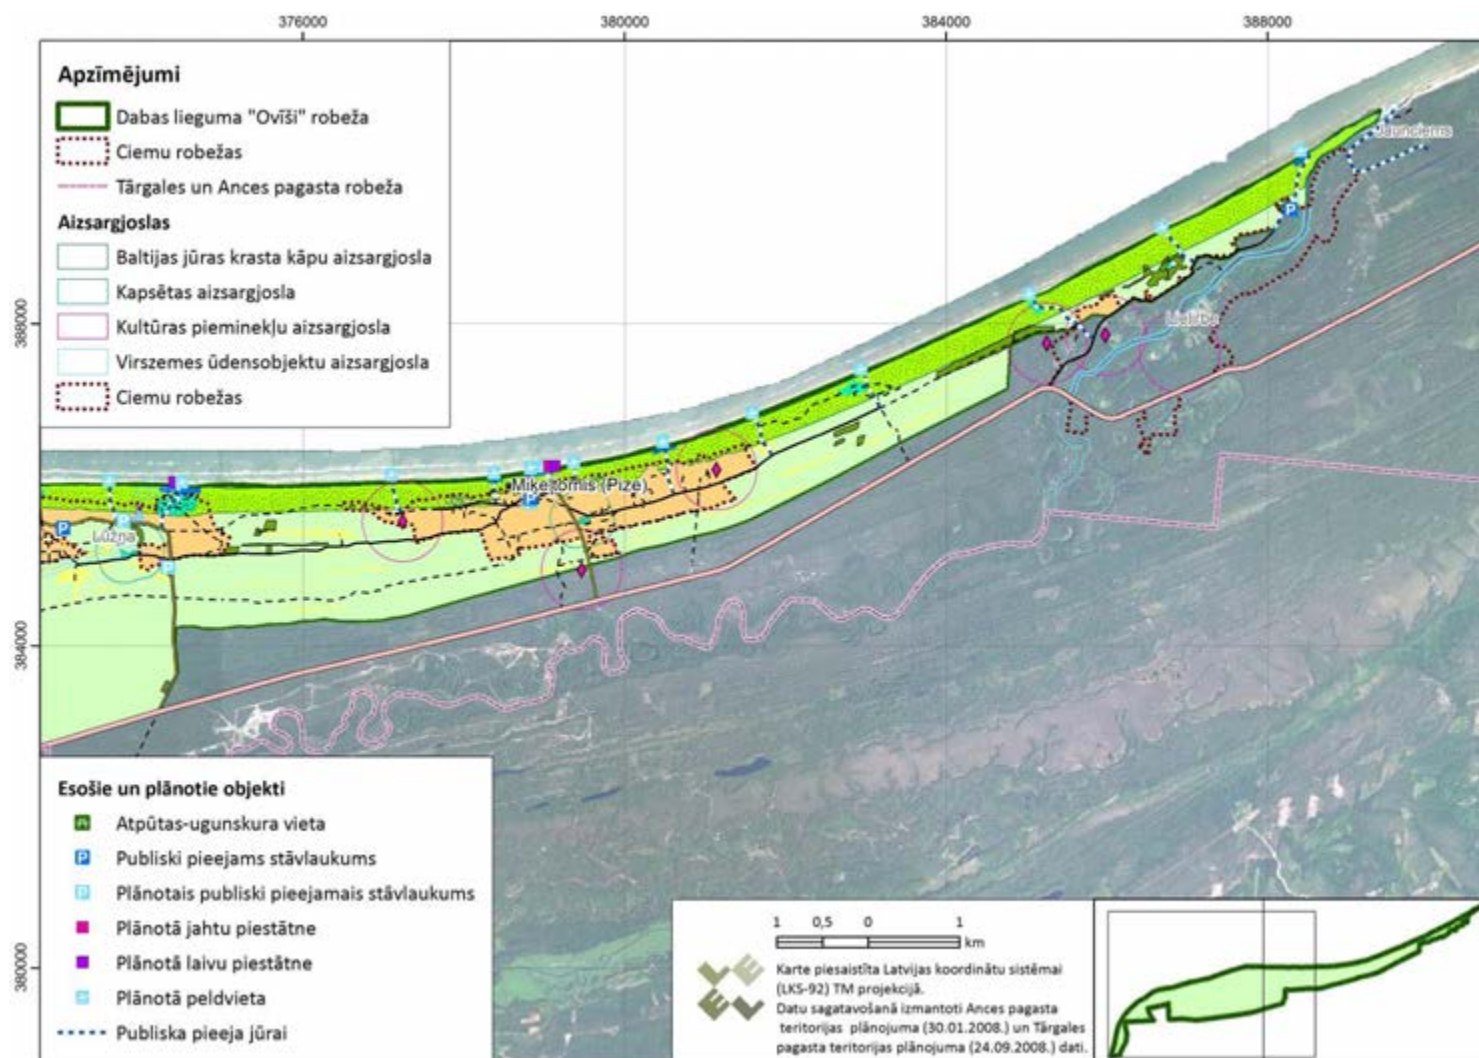 376000 380000 384000 388000
Apzīmējumi
Dabas lieguma "Ovīši" robeža
Ciemu robežas
Tārgales un Ances pagasta robeža
Aizsargjoslas
Baltijas jūras krasta kāpu aizsargjosla
Kapsētas aizsargjosla
Kultūras pieminekļu aizsargjosla
Virszemes ūdensobjektu aizsargjosla
Ciemu robežas
Jaunciems
388000
Miķeļtornis (Pize)
Lūžņa
384000
Esošie un plānotie objekti
Atpūtas-ugunskura vieta
P Publiski pieejams stāvlaukums
P Plānotais publiski pieejamais stāvlaukums
Plānotā jahtu piestātne
Plānotā laivu piestātne
Plānotā peldvieta
Publiska pieeja jūrai
380000
1 0,5 0 1
km
Karte piesaistīta Latvijas koordinātu sistēmai
(LKS-92) TM projekcijā.
Datu sagatavošanā izmantoti Ances pagasta
teritorijas plānojuma (30.01.2008.) un Tārgales
pagasta teritorijas plānojuma (24.09.2008.) dati.